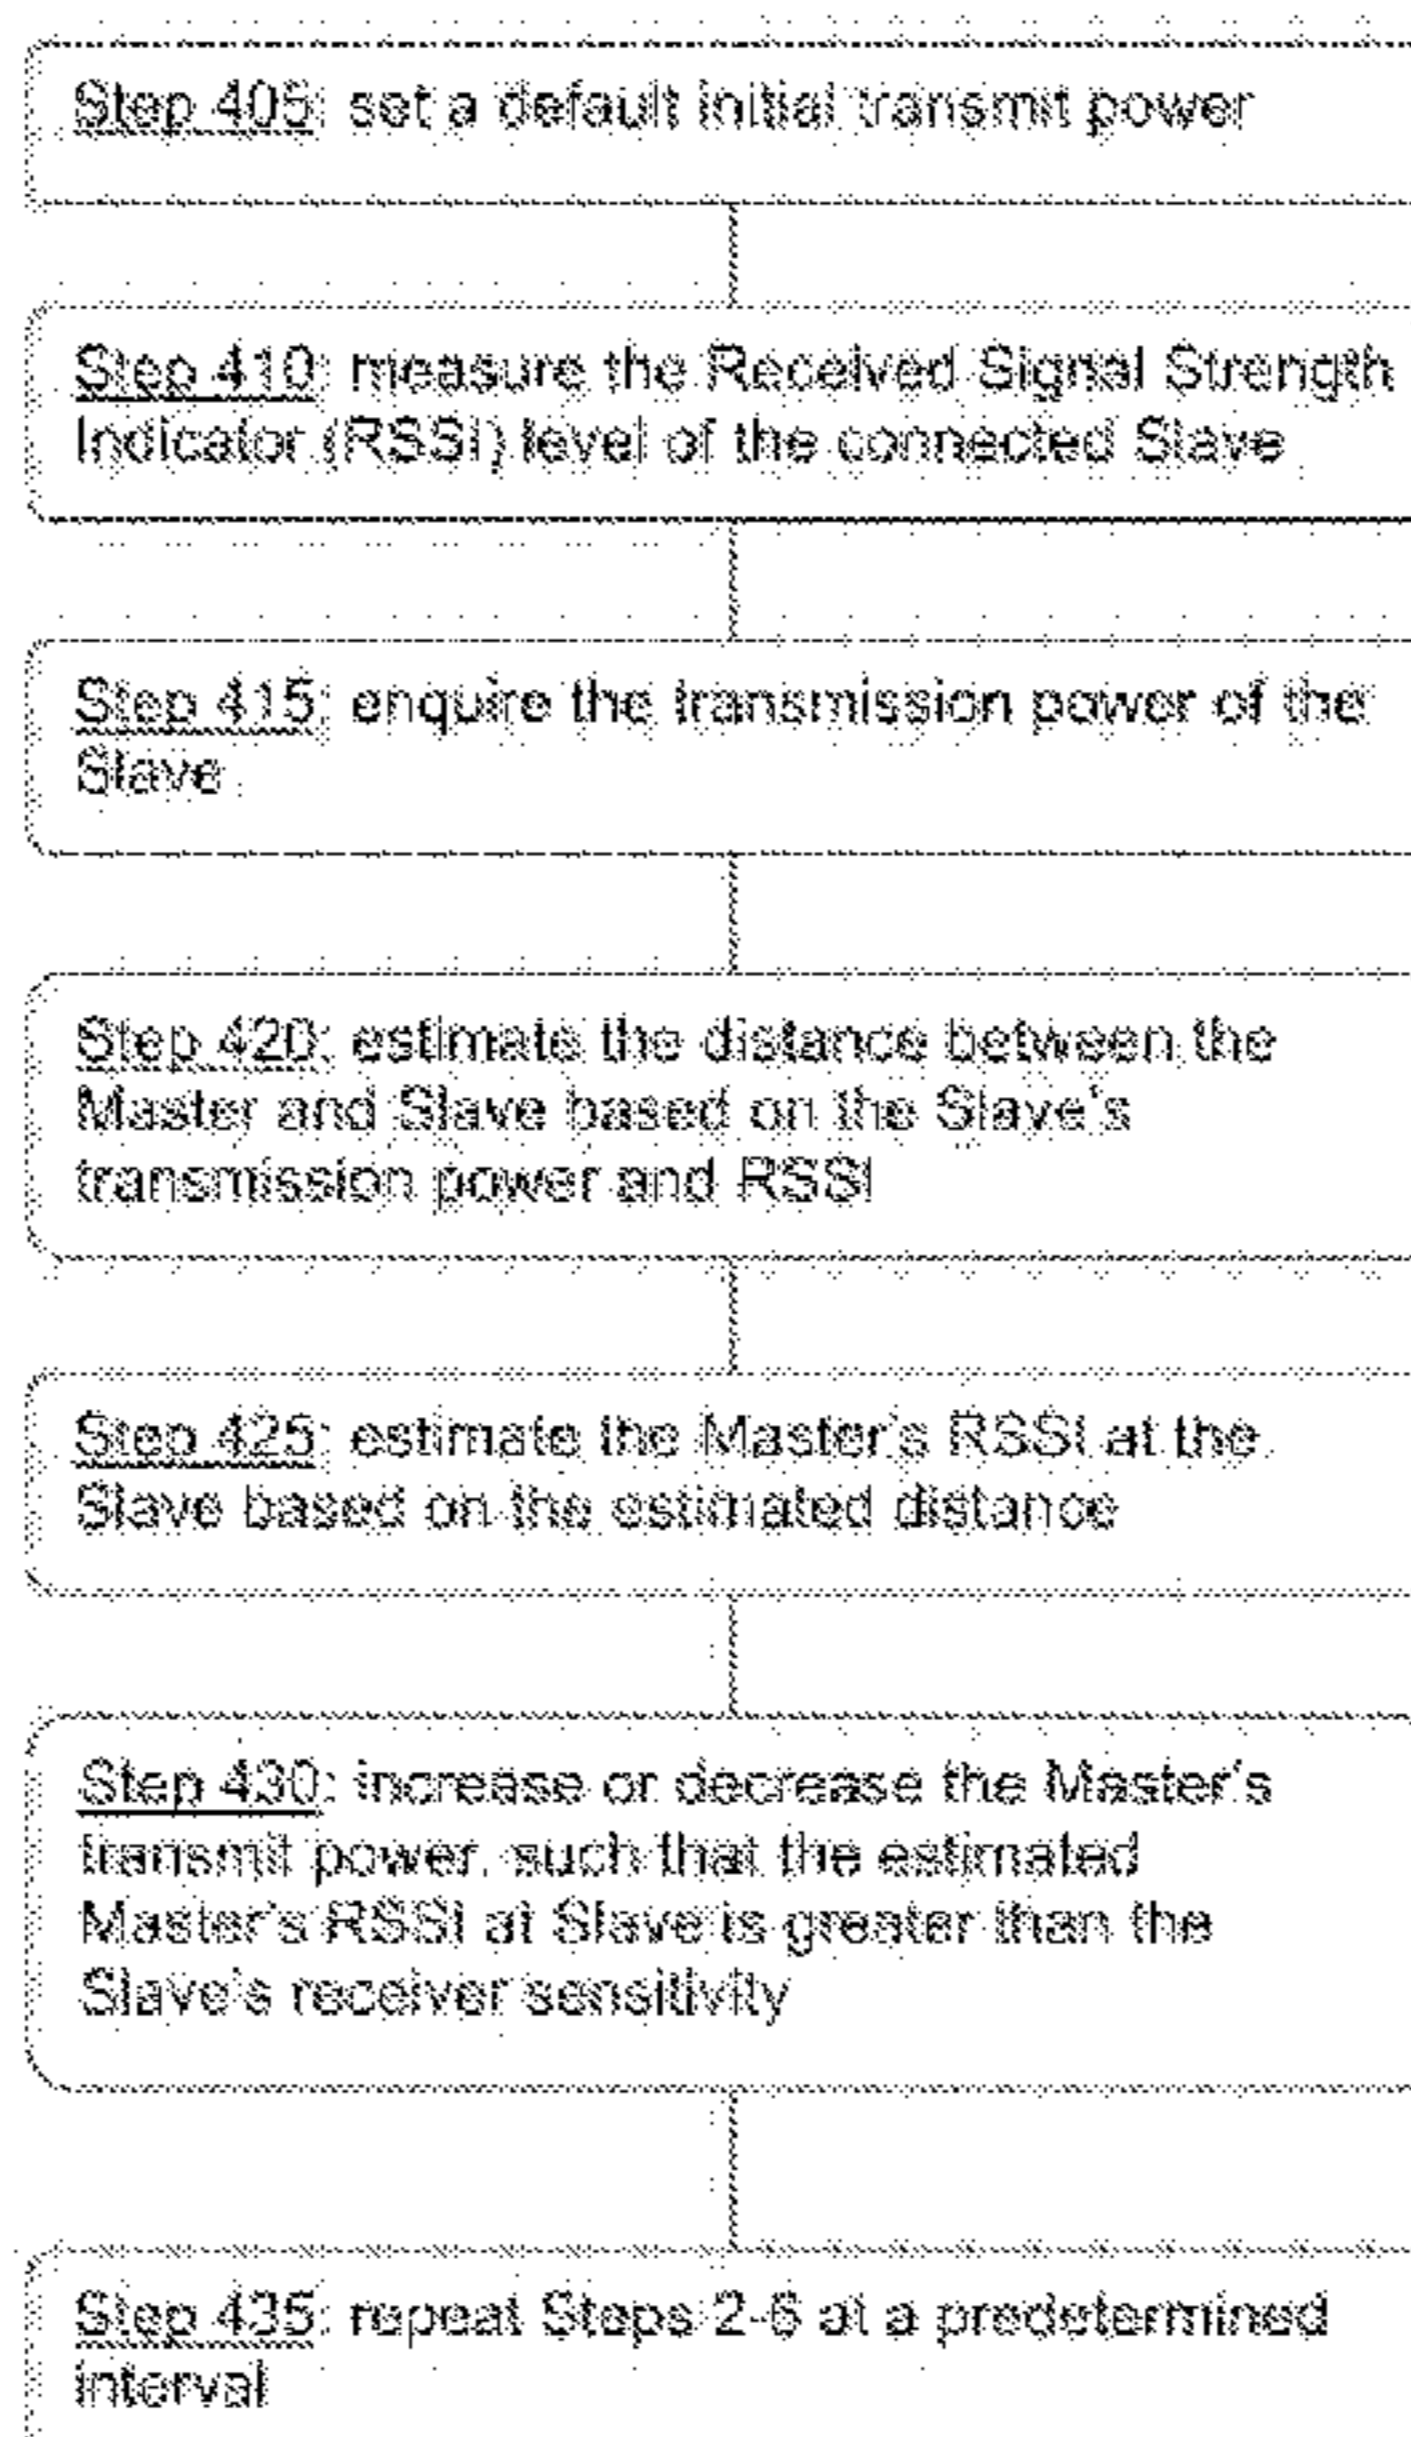 Step 405: set a default initial transmit power
Step 410: measure the Received Signal Strength
Indicator (RSSI) level of the connected Slave
Step 415: enquire the transmission power of the
Slave
Step 420: estimate the distance between the
Master and Slave based on the Slave's
transmission power and RSSI
Step 425: estimate the Master's RSSI at the
Slave based on the estimated distance
Step 430: increase or decrease the Master's
transmit power, such that the estimated
Master's RSSI at Slave is greater than the
Slave's receiver sensitivity
Step 435: repeat Steps 2-6 at a predetermined
interval